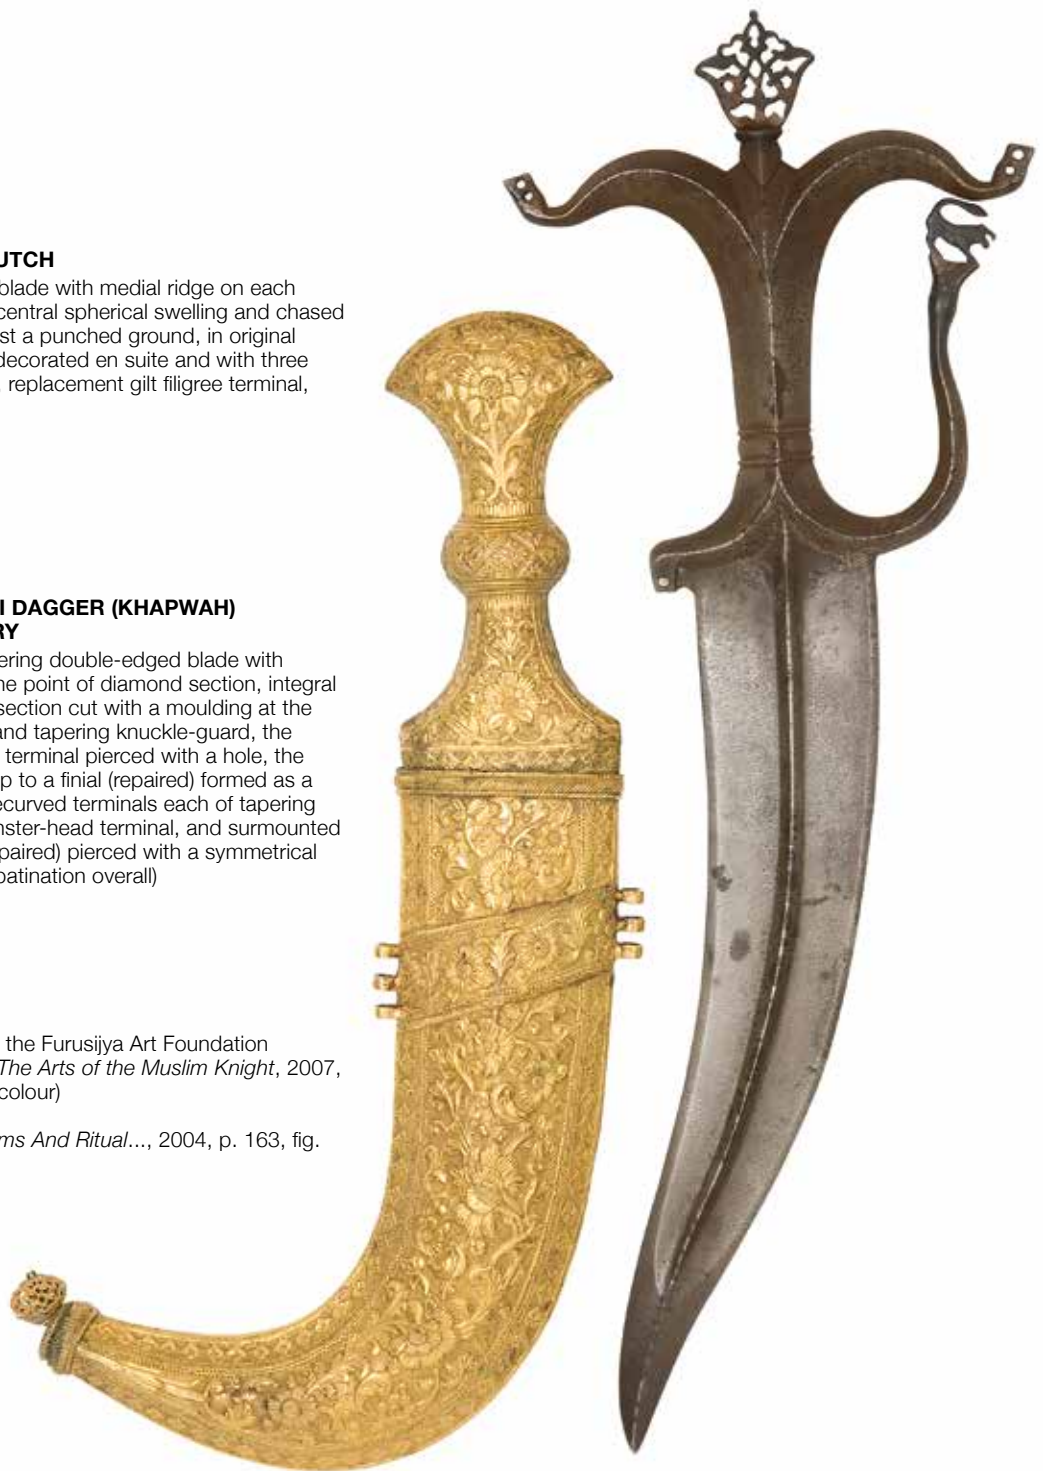 UTCH
blade with medial ridge on each
central spherical swelling and chased
st a punched ground, in original
decorated en suite and with three
, replacement gilt filigree terminal,
I DAGGER (KHAPWAH)
RY
ering double-edged blade with
he point of diamond section, integral
section cut with a moulding at the
and tapering knuckle-guard, the
terminal pierced with a hole, the
p to a finial (repaired) formed as a
ecurved terminals each of tapering
nster-head terminal, and surmounted
paired) pierced with a symmetrical
patination overall)
the Furusijya Art Foundation
The Arts of the Muslim Knight, 2007,
colour)
ms And Ritual..., 2004, p. 163, fig.